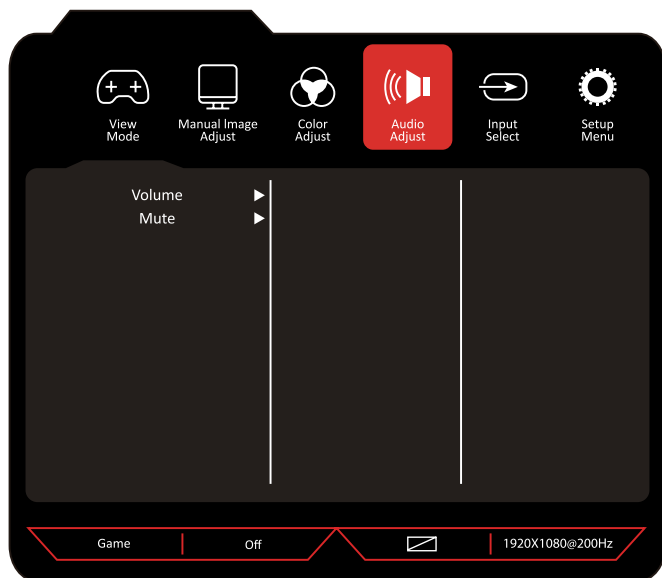 View
Mode
Manual Image
Adjust
Color
Adjust
Audio
Adjust
Input
Select
Setup
Menu
Volume
Mute
Game
Off
1920X1080@200Hz